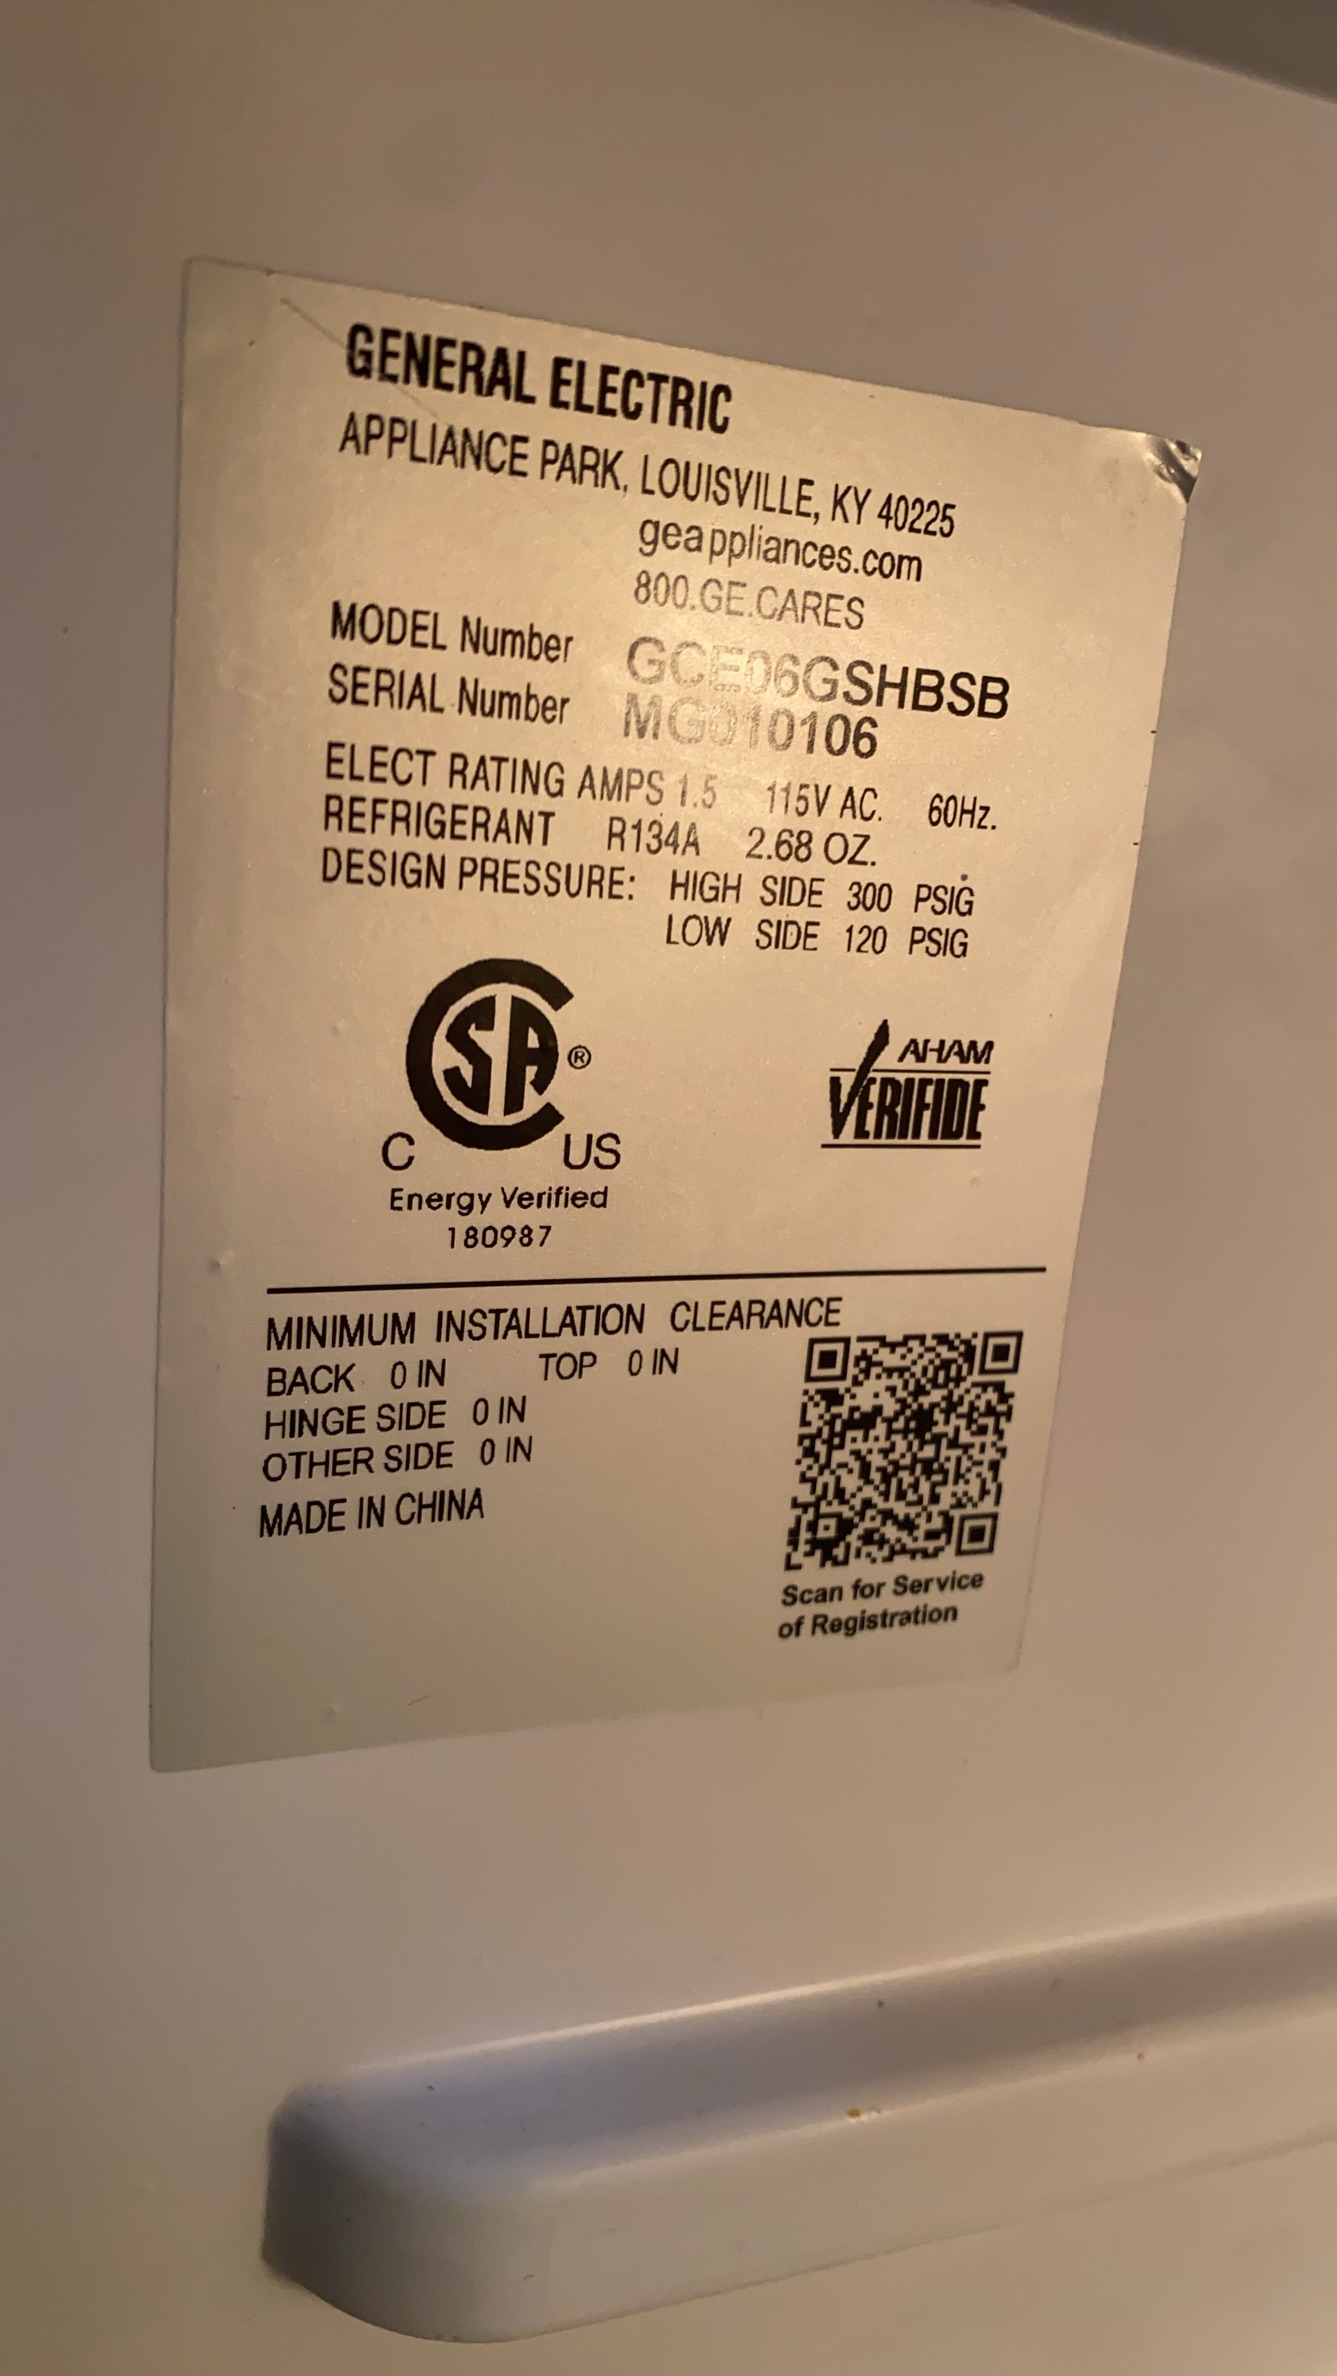 GENERAL ELECTRIC
APPLIANCE PARK, LOUISVILLE, KY 40225
geappliances.com
800.GE.CARES
MODEL Number GCE06GSHBSB
SERIAL Number MG010106
ELECT RATING AMPS 1.5 115V AC. 60Hz.
REFRIGERANT R134A 2.68 OZ.
DESIGN PRESSURE: HIGH SIDE 300 PSIG
LOW SIDE 120 PSIG
CSA®
C US
Energy Verified
180987
AHAM
VERIFIDE
MINIMUM INSTALLATION CLEARANCE
BACK 0 IN TOP 0 IN
HINGE SIDE 0 IN
OTHER SIDE 0 IN
MADE IN CHINA
Scan for Service
of Registration